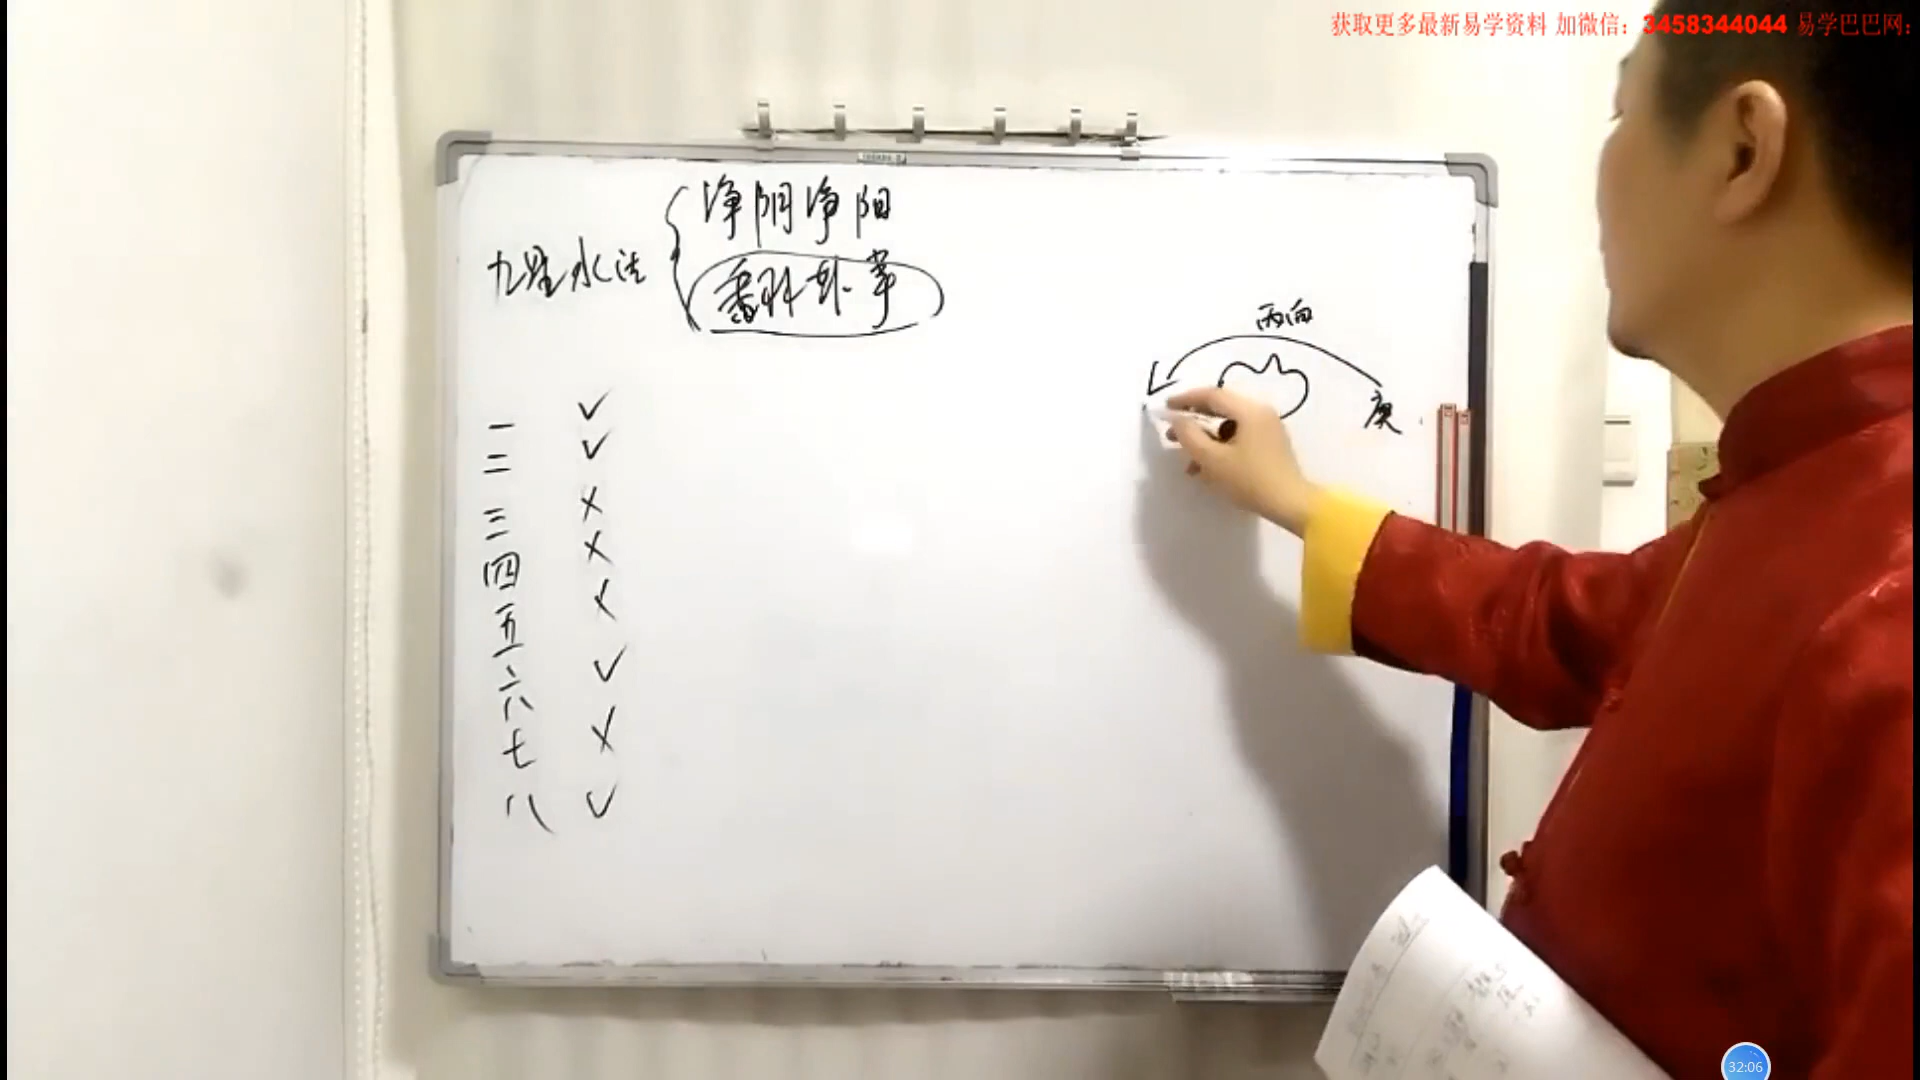 获取更多最新易学资料 加微信：3458344044 易学巴巴网：
净阴净阳
九星水法
翻卦掌
丙向
庚
一 ✓
二 ✓
三 ✗
四 ✗
五 ✗
六 ✓
七 ✗
八 ✓
32:06